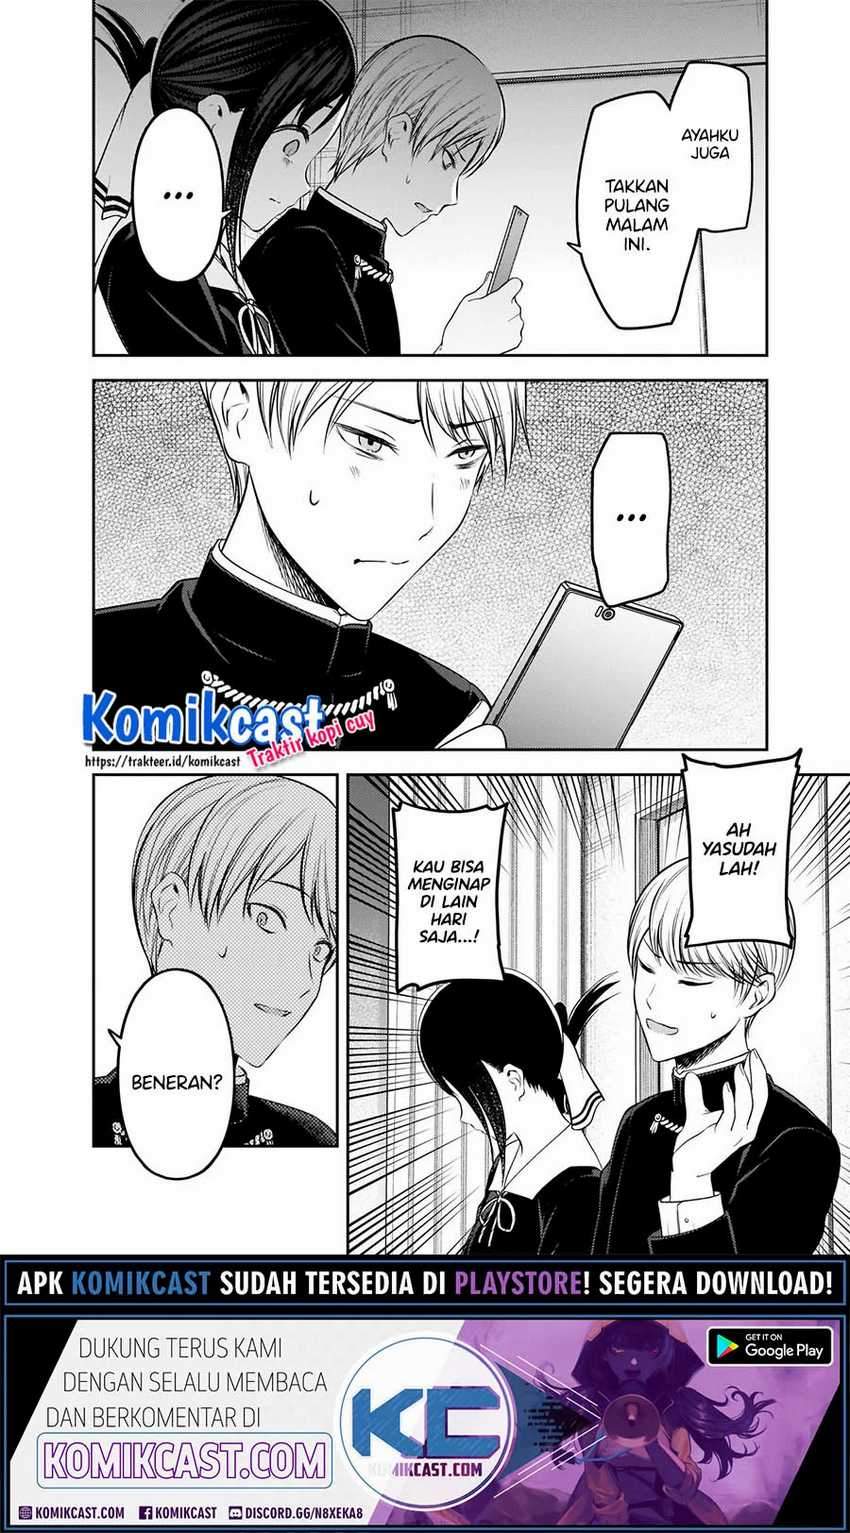 AYAHKU
JUGA
TAKKAN
PULANG
MALAM
INI.
...
...
Komikcast
Traktir kopi cuy
https://trakteer.id/komikcast
AH
YASUDAH
LAH!
KAU BISA
MENGINAP
DI LAIN
HARI
SAJA...!
BENERAN?
APK KOMIKCAST SUDAH TERSEDIA DI PLAYSTORE! SEGERA DOWNLOAD!
DUKUNG TERUS KAMI
DENGAN SELALU MEMBACA
DAN BERKOMENTAR DI
KOMIKCAST.COM
KOMIKCAST.COM
KOMIKCAST
DISCORD.GG/N8XEKA8
KC
KOMIKCAST.COM
GET IT ON
Google Play